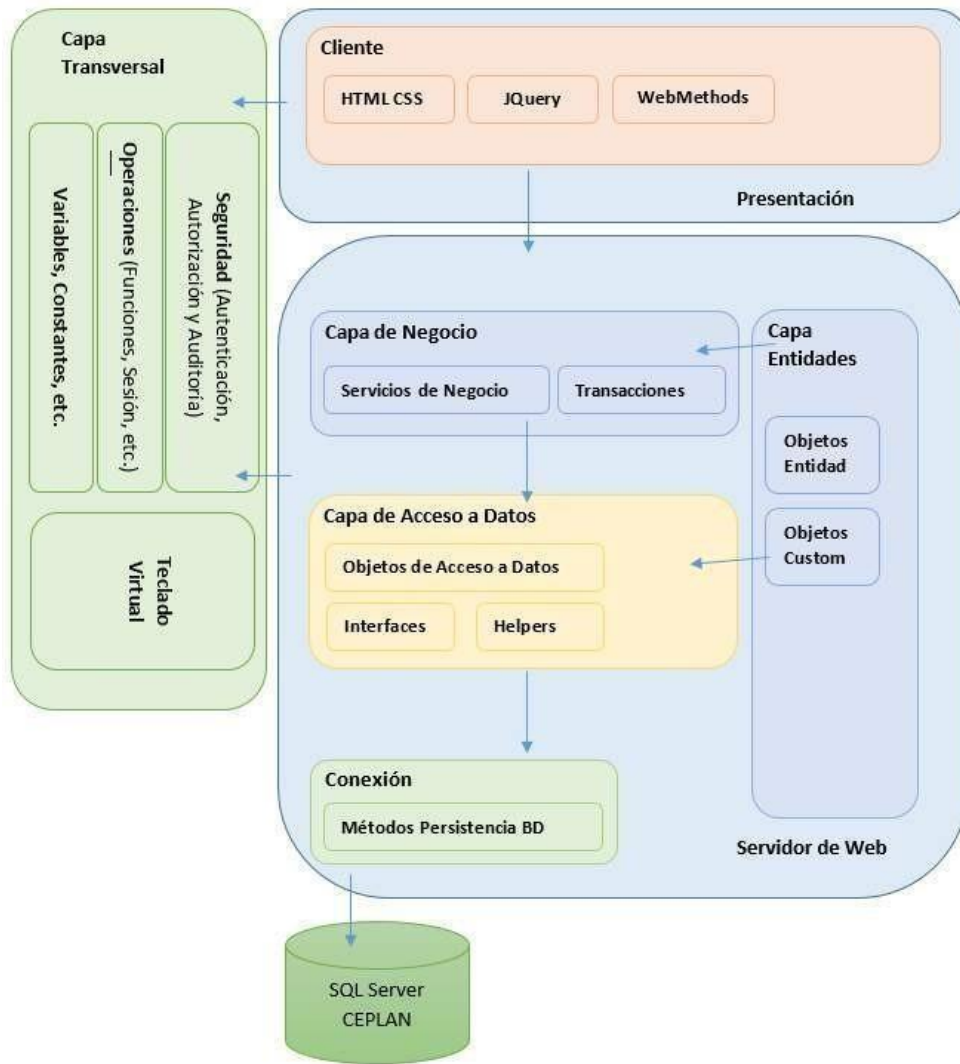 Capa
Transversal
Variables, Constantes, etc.
Operaciones (Funciones, Sesión, etc.)
Seguridad (Autenticación,
Autorización y Auditoría)
Teclado
Virtual
Cliente
HTML CSS
JQuery
WebMethods
Presentación
Capa de Negocio
Servicios de Negocio
Transacciones
Capa
Entidades
Objetos
Entidad
Objetos
Custom
Capa de Acceso a Datos
Objetos de Acceso a Datos
Interfaces
Helpers
Conexión
Métodos Persistencia BD
Servidor de Web
SQL Server
CEPLAN